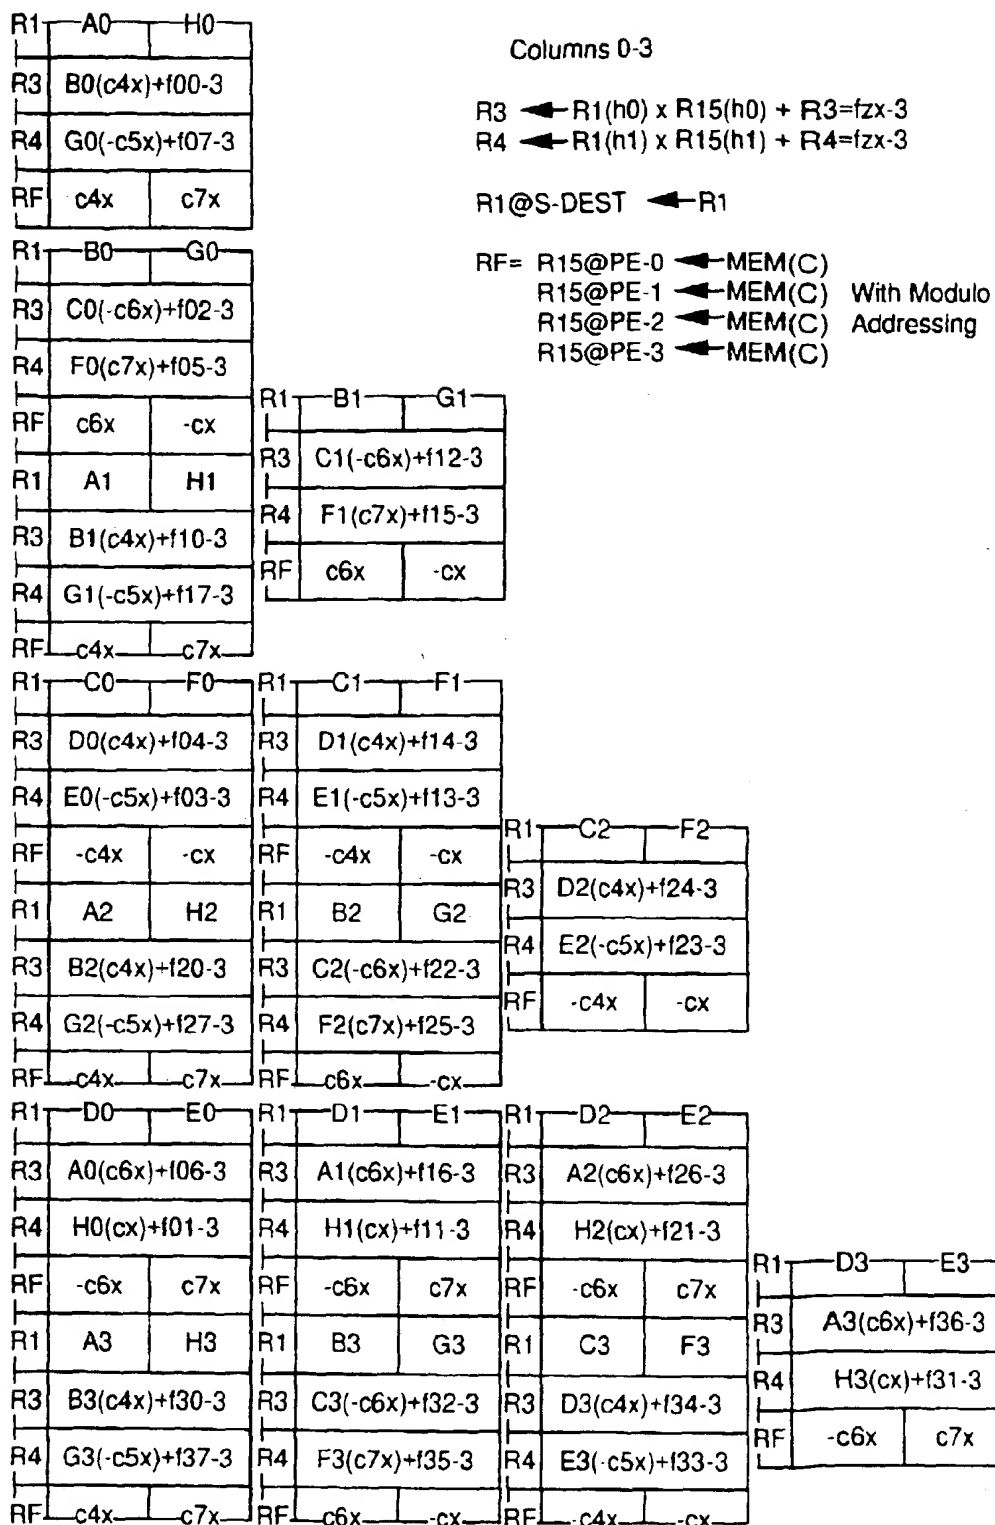 R1 A0 H0
R3 B0(c4x)+f00-3
R4 G0(-c5x)+f07-3
RF c4x c7x
Columns 0-3
R3 ◄ R1(h0) x R15(h0) + R3=fzx-3
R4 ◄ R1(h1) x R15(h1) + R4=fzx-3
R1@S-DEST ◄ R1
RF= R15@PE-0 ◄ MEM(C)
R15@PE-1 ◄ MEM(C) With Modulo
R15@PE-2 ◄ MEM(C) Addressing
R15@PE-3 ◄ MEM(C)
R1 B0 G0
R3 C0(-c6x)+f02-3
R4 F0(c7x)+f05-3
RF c6x -cx
R1 A1 H1
R3 B1(c4x)+f10-3
R4 G1(-c5x)+f17-3
RF c4x c7x
R1 B1 G1
R3 C1(-c6x)+f12-3
R4 F1(c7x)+f15-3
RF c6x -cx
R1 C0 F0
R3 D0(c4x)+f04-3
R4 E0(-c5x)+f03-3
RF -c4x -cx
R1 A2 H2
R3 B2(c4x)+f20-3
R4 G2(-c5x)+f27-3
RF c4x c7x
R1 C1 F1
R3 D1(c4x)+f14-3
R4 E1(-c5x)+f13-3
RF -c4x -cx
R1 B2 G2
R3 C2(-c6x)+f22-3
R4 F2(c7x)+f25-3
RF c6x -cx
R1 C2 F2
R3 D2(c4x)+f24-3
R4 E2(-c5x)+f23-3
RF -c4x -cx
R1 D0 E0
R3 A0(c6x)+f06-3
R4 H0(cx)+f01-3
RF -c6x c7x
R1 A3 H3
R3 B3(c4x)+f30-3
R4 G3(-c5x)+f37-3
RF c4x c7x
R1 D1 E1
R3 A1(c6x)+f16-3
R4 H1(cx)+f11-3
RF -c6x c7x
R1 B3 G3
R3 C3(-c6x)+f32-3
R4 F3(c7x)+f35-3
RF c6x -cx
R1 D2 E2
R3 A2(c6x)+f26-3
R4 H2(cx)+f21-3
RF -c6x c7x
R1 C3 F3
R3 D3(c4x)+f34-3
R4 E3(-c5x)+f33-3
RF -c4x -cx
R1 D3 E3
R3 A3(c6x)+f36-3
R4 H3(cx)+f31-3
RF -c6x c7x